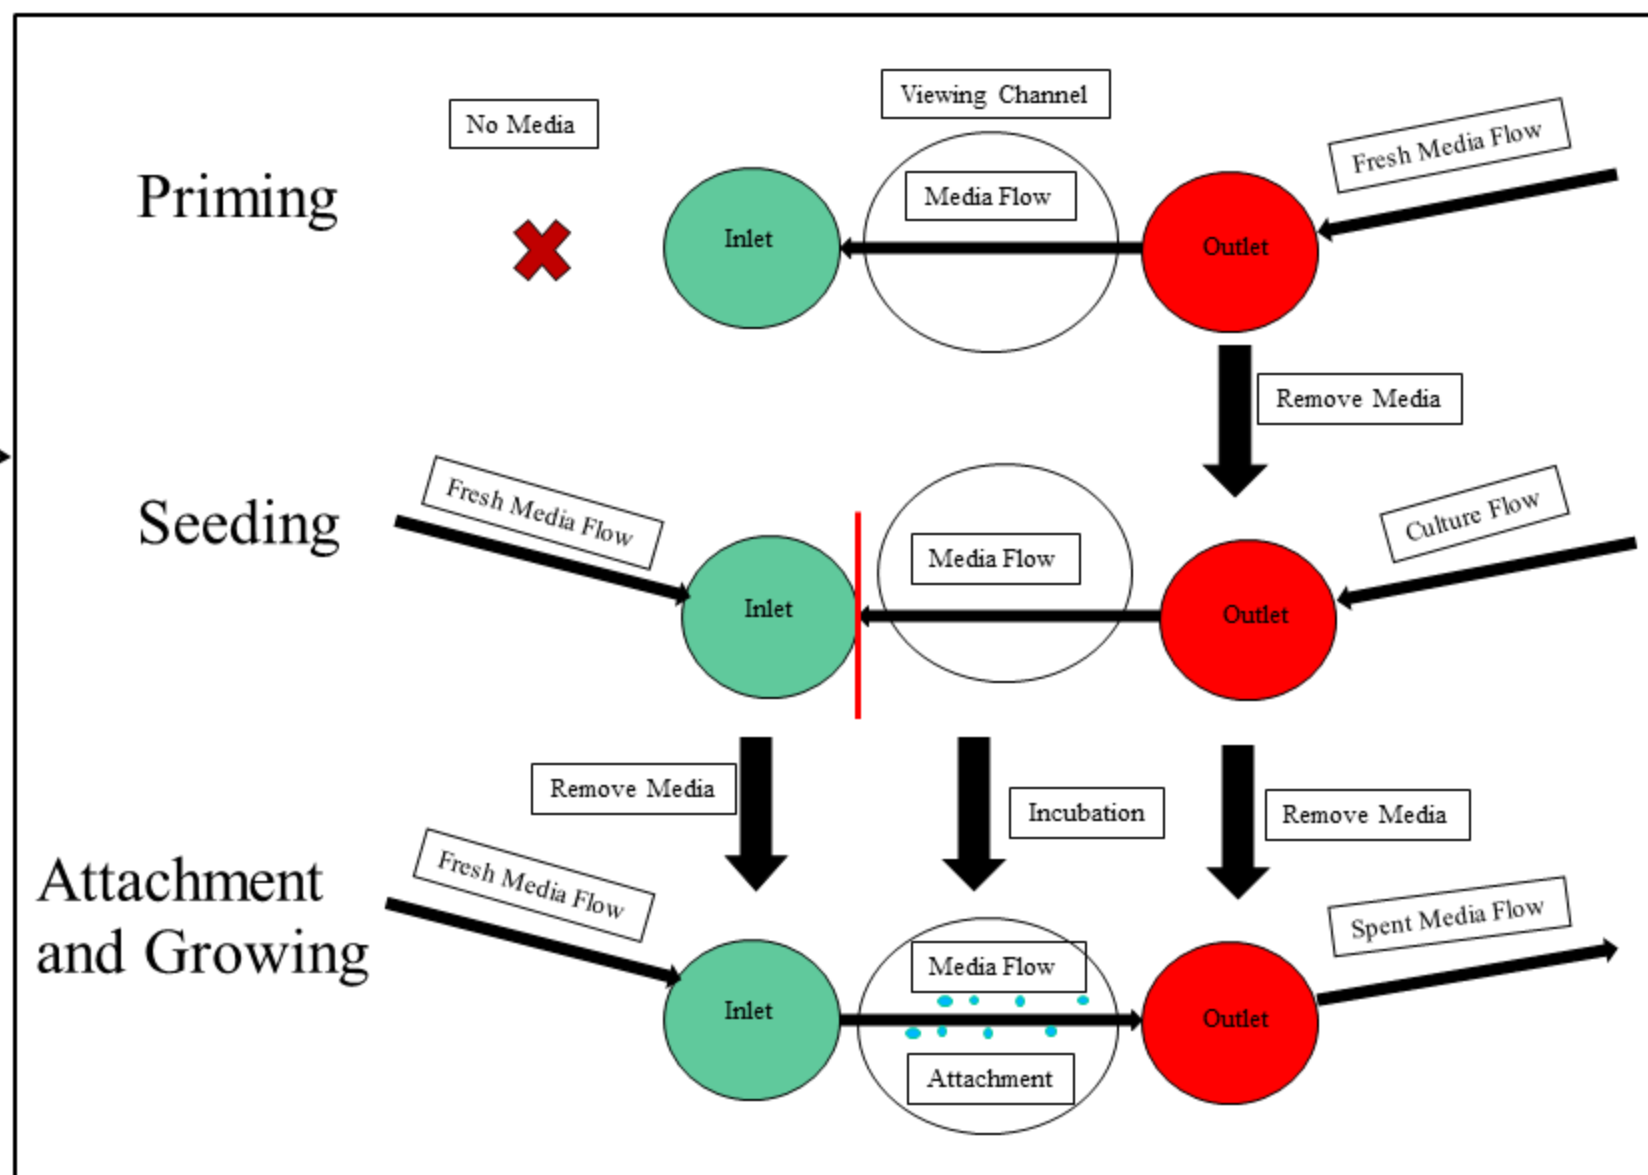 Viewing Channel
No Media
Fresh Media Flow
Priming
Media Flow
Inlet
Outlet
Remove Media
Fresh Media Flow
Culture Flow
Seeding
Media Flow
Inlet
Outlet
Remove Media
Incubation
Remove Media
Fresh Media Flow
Spent Media Flow
Attachment
and Growing
Media Flow
Inlet
Outlet
Attachment